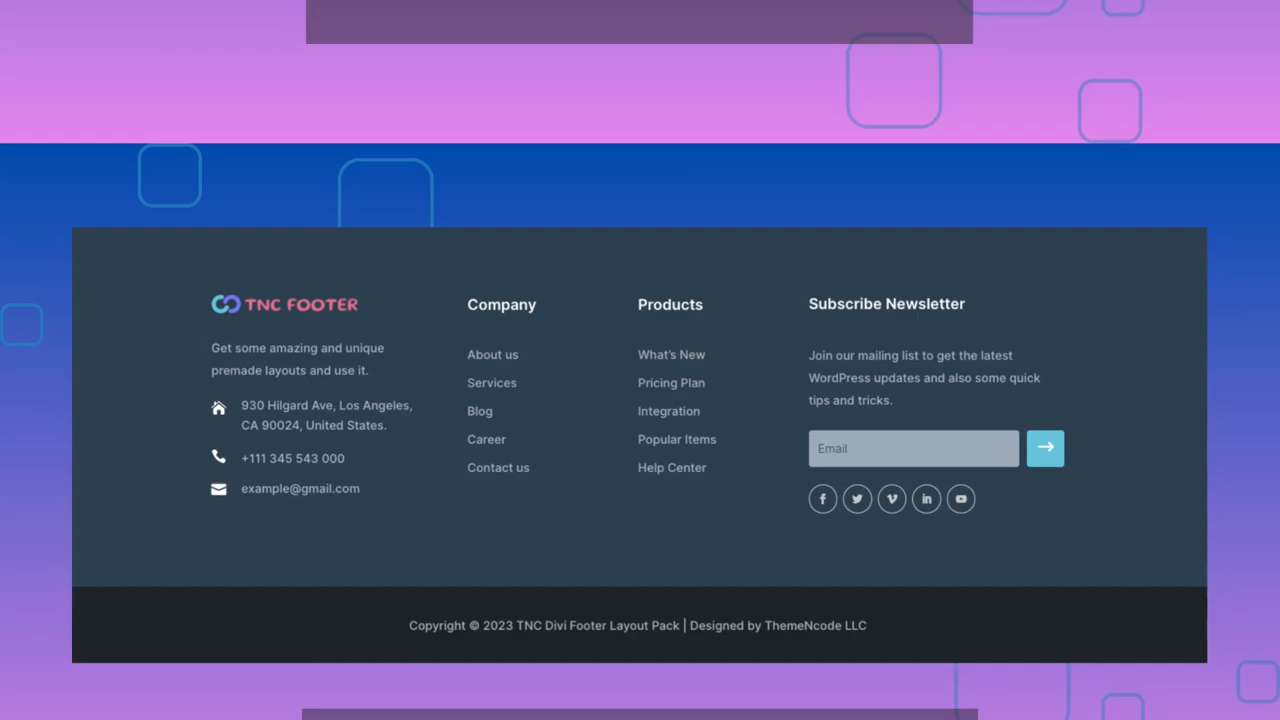 TNC FOOTER
Get some amazing and unique
premade layouts and use it.
930 Hilgard Ave, Los Angeles,
CA 90024, United States.
+111 345 543 000
example@gmail.com
Company
About us
Services
Blog
Career
Contact us
Products
What's New
Pricing Plan
Integration
Popular Items
Help Center
Subscribe Newsletter
Join our mailing list to get the latest
WordPress updates and also some quick
tips and tricks.
Email
Copyright © 2023 TNC Divi Footer Layout Pack | Designed by ThemeNcode LLC